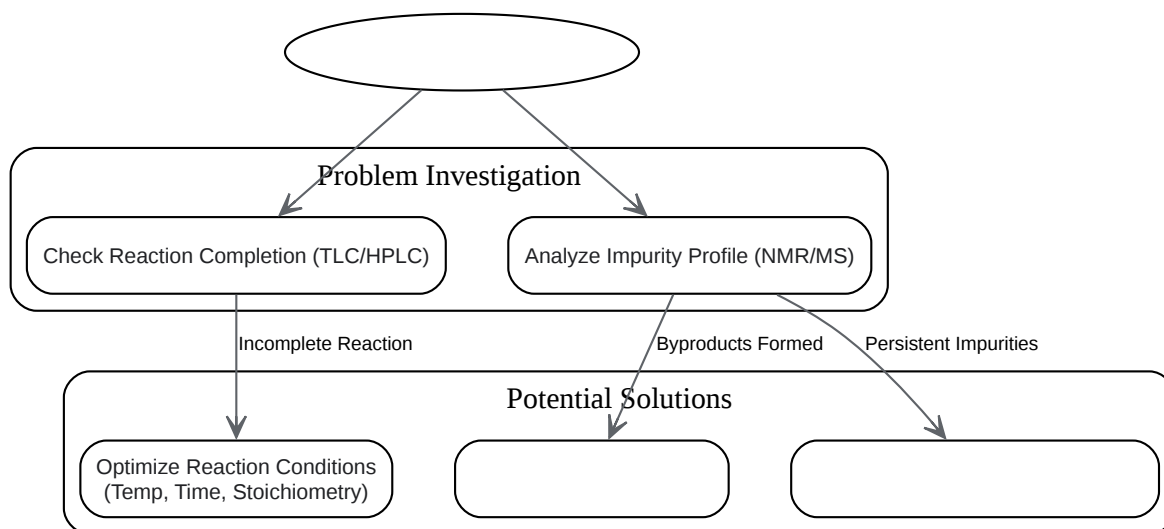 Problem Investigation
Check Reaction Completion (TLC/HPLC)
Analyze Impurity Profile (NMR/MS)
Incomplete Reaction
Byproducts Formed
Persistent Impurities
Potential Solutions
Optimize Reaction Conditions
(Temp, Time, Stoichiometry)